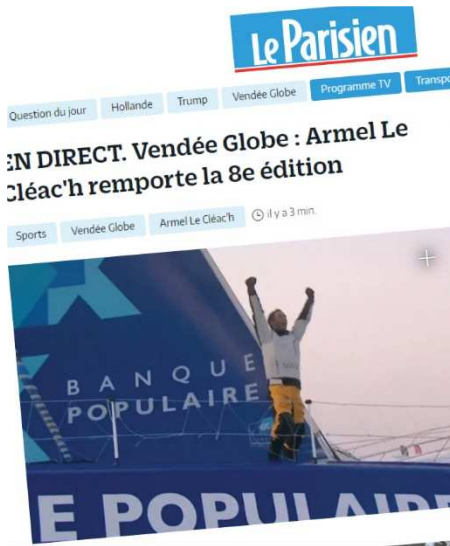 Le Parisien
Question du jour Hollande Trump Vendée Globe Programme TV Transpo
EN DIRECT. Vendée Globe : Armel Le
Cléac'h remporte la 8e édition
Sports Vendée Globe Armel Le Cléac'h il y a 3 min.
BANQUE
POPULAIRE
E POPULAIRE